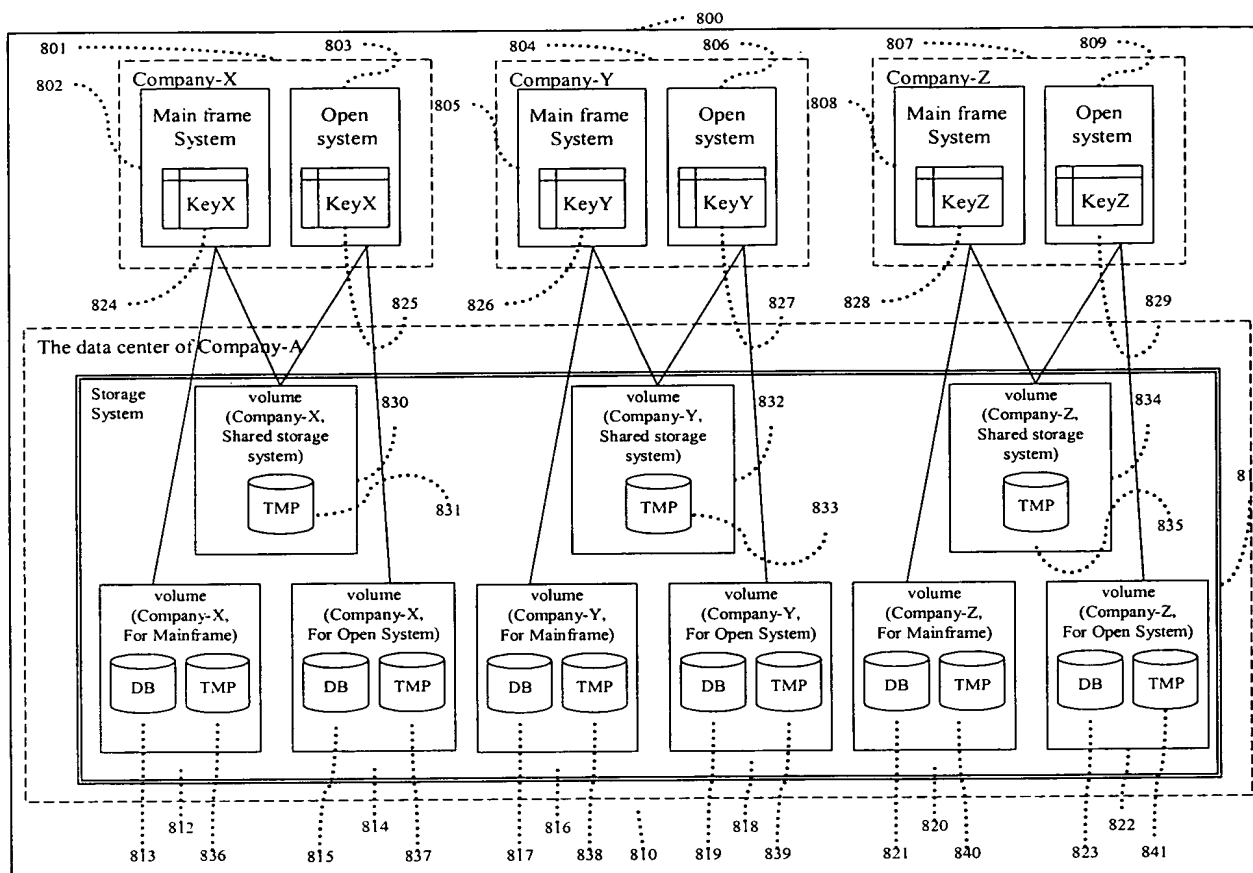 800
801
803
804
806
807
809
802
805
808
Company-X
Company-Y
Company-Z
Main frame
System
KeyX
Open
system
KeyX
Main frame
System
KeyY
Open
system
KeyY
Main frame
System
KeyZ
Open
system
KeyZ
824
825
826
827
828
829
The data center of Company-A
Storage
System
volume
(Company-X,
Shared storage
system)
TMP
830
831
volume
(Company-Y,
Shared storage
system)
TMP
832
833
volume
(Company-Z,
Shared storage
system)
TMP
834
835
81
volume
(Company-X,
For Mainframe)
DB
TMP
volume
(Company-X,
For Open System)
DB
TMP
volume
(Company-Y,
For Mainframe)
DB
TMP
volume
(Company-Y,
For Open System)
DB
TMP
volume
(Company-Z,
For Mainframe)
DB
TMP
volume
(Company-Z,
For Open System)
DB
TMP
812
814
816
818
820
822
813
836
815
837
817
838
810
819
839
821
840
823
841